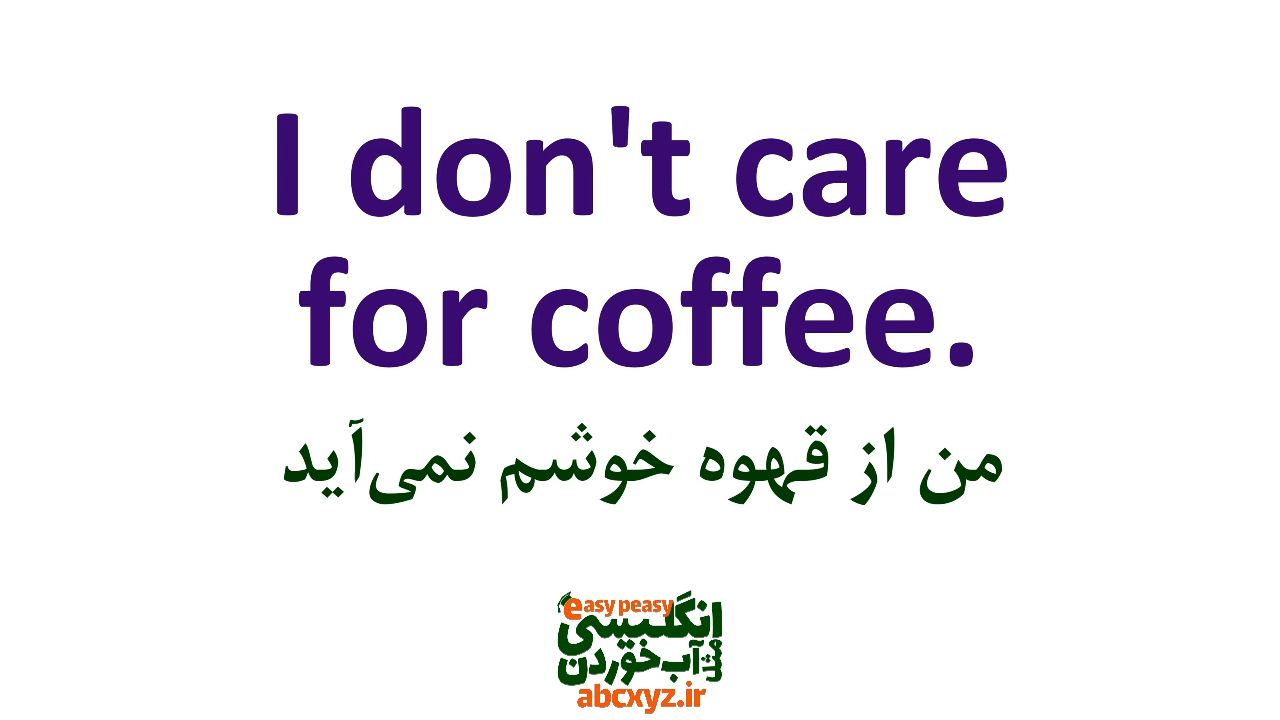 I don't care
for coffee.
من از قهوه خوشم نمی‌آید
easy peasy
انگلیسی
مثل آب خوردن
abcxyz.ir